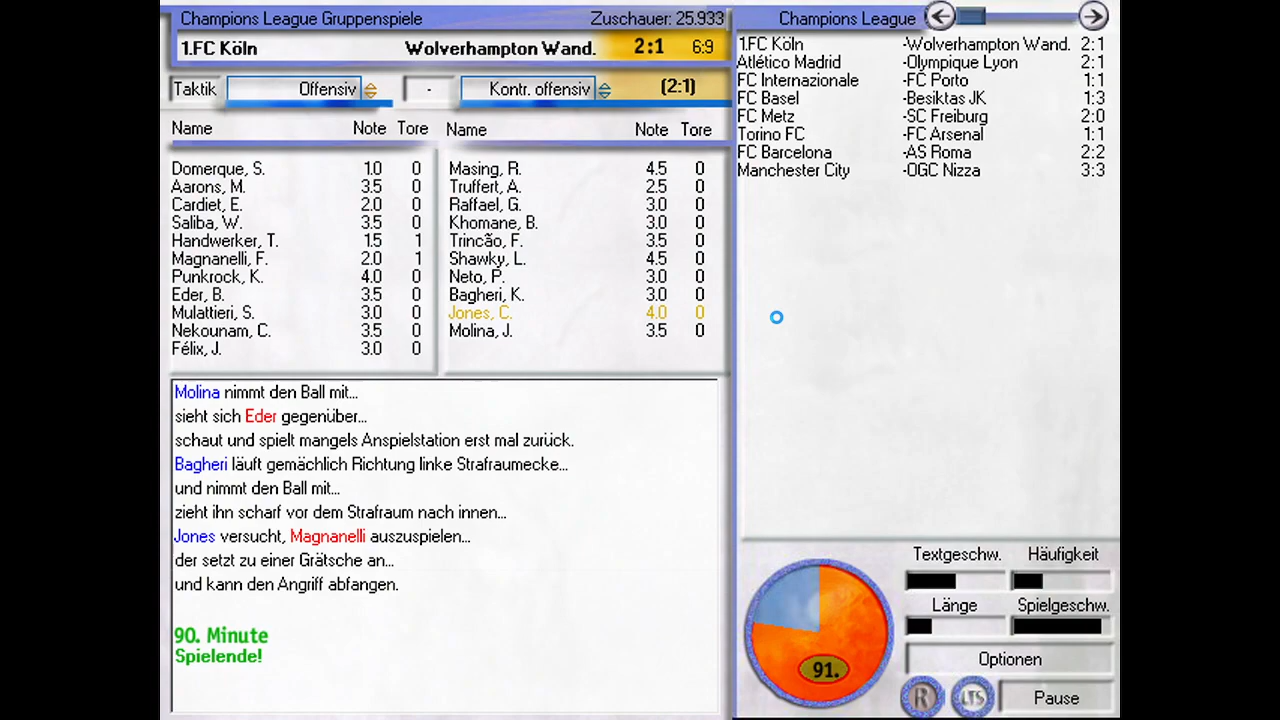 Champions League Gruppenspiele Zuschauer: 25.933
1.FC Köln Wolverhampton Wand. 2:1 6:9
Taktik Offensiv - Kontr. offensiv (2:1)
Name Note Tore Name Note Tore
Domerque, S. 1.0 0 Masing, R. 4.5 0
Aarons, M. 3.5 0 Truffert, A. 2.5 0
Cardiet, E. 2.0 0 Raffael, G. 3.0 0
Saliba, W. 3.5 0 Khomane, B. 3.0 0
Handwerker, T. 1.5 1 Trincão, F. 3.5 0
Magnanelli, F. 2.0 1 Shawky, L. 4.5 0
Punkrock, K. 4.0 0 Neto, P. 3.0 0
Eder, B. 3.5 0 Bagheri, K. 3.0 0
Mulattieri, S. 3.0 0 Jones, C. 4.0 0
Nekounam, C. 3.5 0 Molina, J. 3.5 0
Félix, J. 3.0 0
Molina nimmt den Ball mit...
sieht sich Eder gegenüber...
schaut und spielt mangels Anspielstation erst mal zurück.
Bagheri läuft gemächlich Richtung linke Strafraumecke...
und nimmt den Ball mit...
zieht ihn scharf vor dem Strafraum nach innen...
Jones versucht, Magnanelli auszuspielen...
der setzt zu einer Grätsche an...
und kann den Angriff abfangen.
90. Minute
Spielende!
Champions League
1.FC Köln -Wolverhampton Wand. 2:1
Atlético Madrid -Olympique Lyon 2:1
FC Internazionale -FC Porto 1:1
FC Basel -Besiktas JK 1:3
FC Metz -SC Freiburg 2:0
Torino FC -FC Arsenal 1:1
FC Barcelona -AS Roma 2:2
Manchester City -OGC Nizza 3:3
Textgeschw. Häufigkeit
Länge Spielgeschw.
91.
Optionen
R LTS Pause